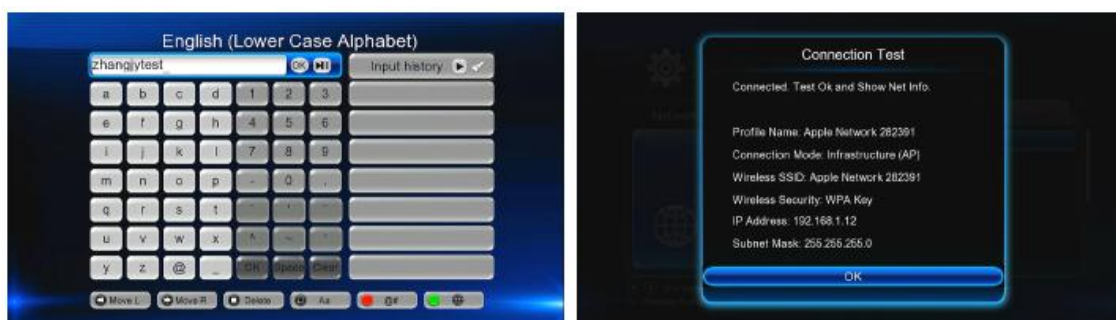 English (Lower Case Alphabet)
zhangjytest_ OK
Input history
a b c d 1 2 3
e f g h 4 5 6
i j k l 7 8 9
m n o p - 0 .
q r s t
u v w x ^ ~
y z @ _ OK Space Clear
Move L Move R Delete Aa @#
Connection Test
Connected. Test Ok and Show Net Info.
Profile Name: Apple Network 282391
Connection Mode: Infrastructure (AP)
Wireless SSID: Apple Network 282391
Wireless Security: WPA Key
IP Address: 192.168.1.12
Subnet Mask: 255.255.255.0
OK